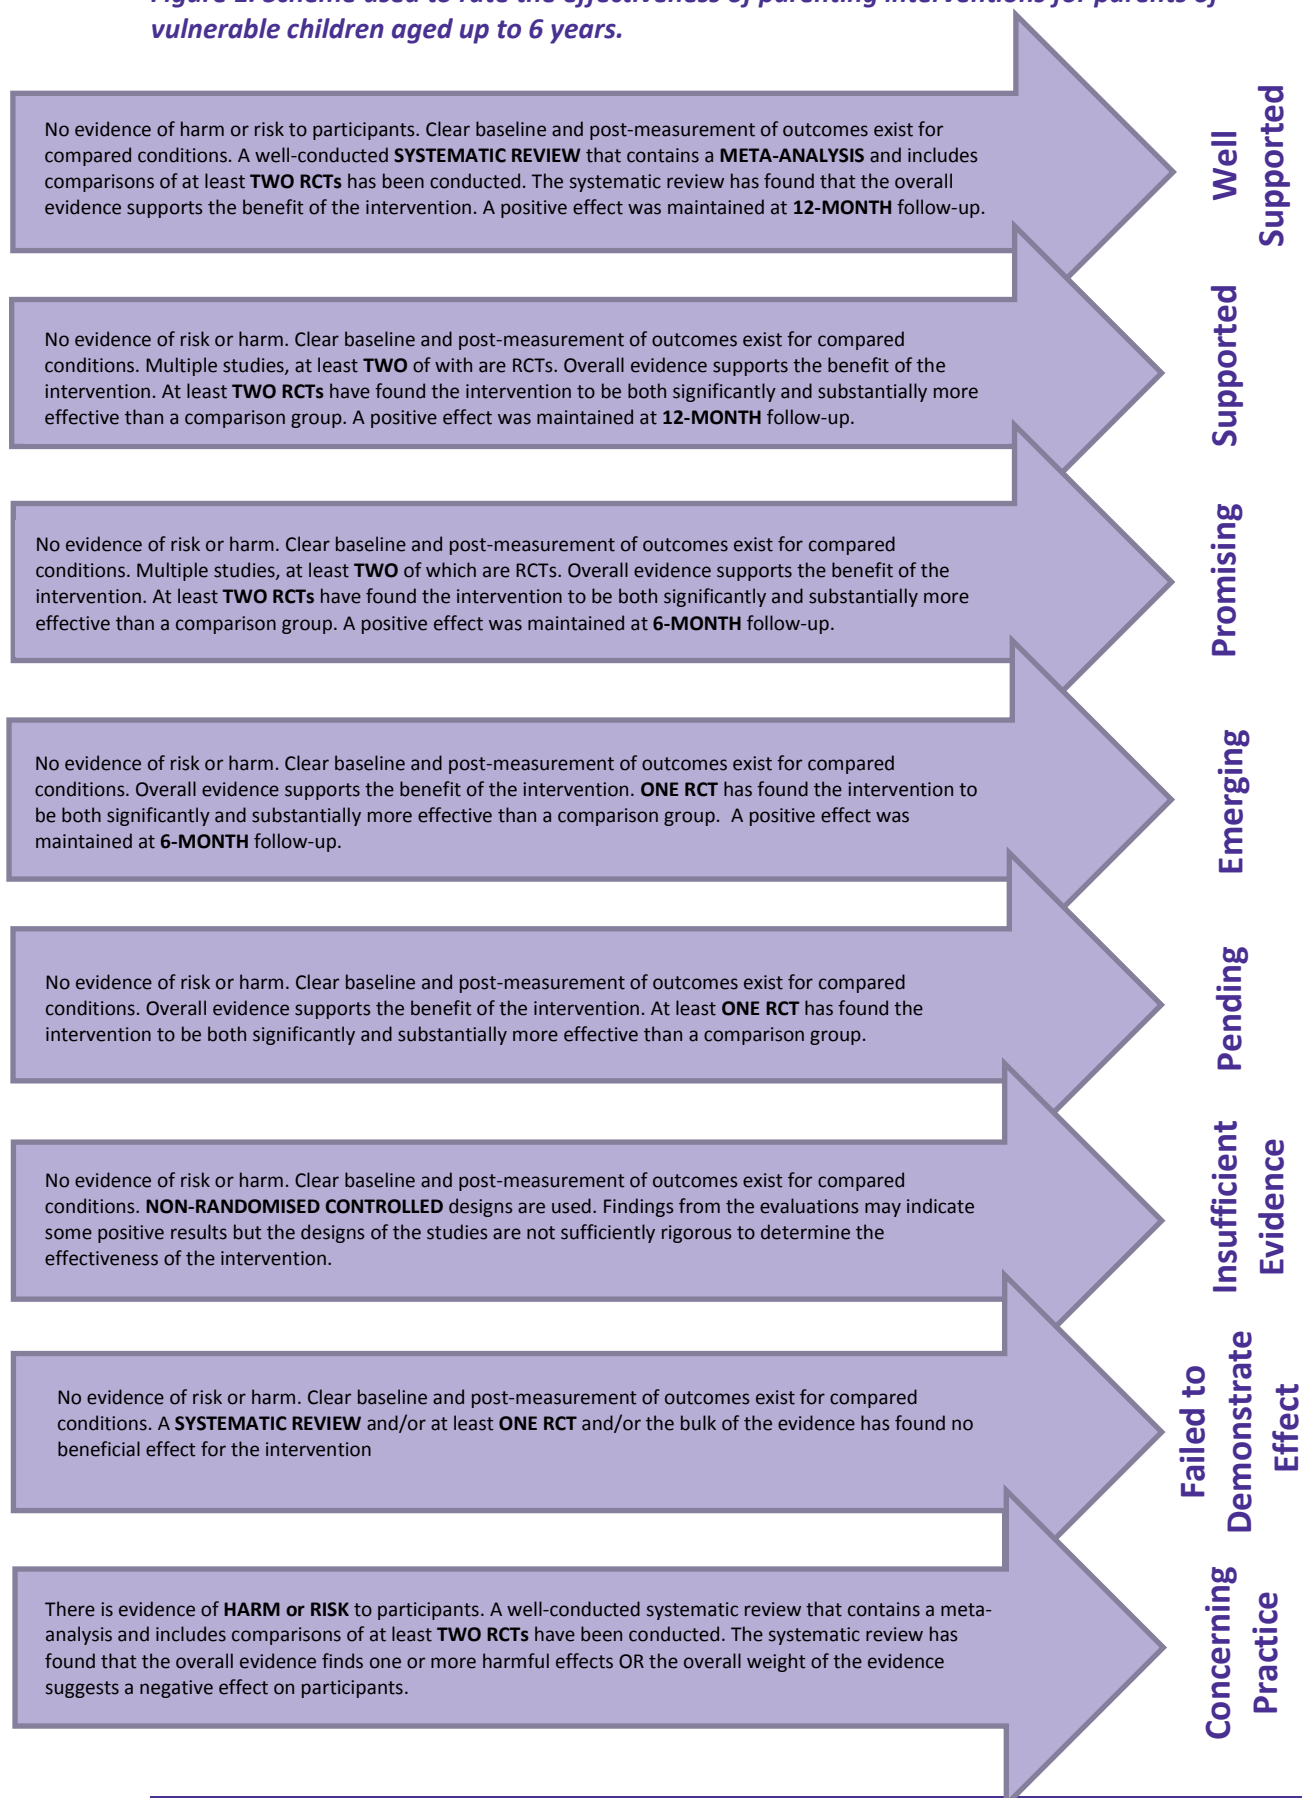 Figure 1: Scheme used to rate the effectiveness of parenting interventions for parents of
vulnerable children aged up to 6 years.
No evidence of harm or risk to participants. Clear baseline and post-measurement of outcomes exist for
compared conditions. A well-conducted SYSTEMATIC REVIEW that contains a META-ANALYSIS and includes
comparisons of at least TWO RCTs has been conducted. The systematic review has found that the overall
evidence supports the benefit of the intervention. A positive effect was maintained at 12-MONTH follow-up.
Well
Supported
No evidence of risk or harm. Clear baseline and post-measurement of outcomes exist for compared
conditions. Multiple studies, at least TWO of with are RCTs. Overall evidence supports the benefit of the
intervention. At least TWO RCTs have found the intervention to be both significantly and substantially more
effective than a comparison group. A positive effect was maintained at 12-MONTH follow-up.
Supported
No evidence of risk or harm. Clear baseline and post-measurement of outcomes exist for compared
conditions. Multiple studies, at least TWO of which are RCTs. Overall evidence supports the benefit of the
intervention. At least TWO RCTs have found the intervention to be both significantly and substantially more
effective than a comparison group. A positive effect was maintained at 6-MONTH follow-up.
Promising
No evidence of risk or harm. Clear baseline and post-measurement of outcomes exist for compared
conditions. Overall evidence supports the benefit of the intervention. ONE RCT has found the intervention to
be both significantly and substantially more effective than a comparison group.  A positive effect was
maintained at 6-MONTH follow-up.
Emerging
No evidence of risk or harm. Clear baseline and post-measurement of outcomes exist for compared
conditions. Overall evidence supports the benefit of the intervention. At least ONE RCT has found the
intervention to be both significantly and substantially more effective than a comparison group.
Pending
No evidence of risk or harm. Clear baseline and post-measurement of outcomes exist for compared
conditions. NON-RANDOMISED CONTROLLED designs are used. Findings from the evaluations may indicate
some positive results but the designs of the studies are not sufficiently rigorous to determine the
effectiveness of the intervention.
Insufficient
Evidence
No evidence of risk or harm. Clear baseline and post-measurement of outcomes exist for compared
conditions. A SYSTEMATIC REVIEW and/or at least ONE RCT and/or the bulk of the evidence has found no
beneficial effect for the intervention
Failed to
Demonstrate
Effect
There is evidence of HARM or RISK to participants. A well-conducted systematic review that contains a meta-
analysis and includes comparisons of at least TWO RCTs have been conducted. The systematic review has
found that the overall evidence finds one or more harmful effects OR the overall weight of the evidence
suggests a negative effect on participants.
Concerning
Practice